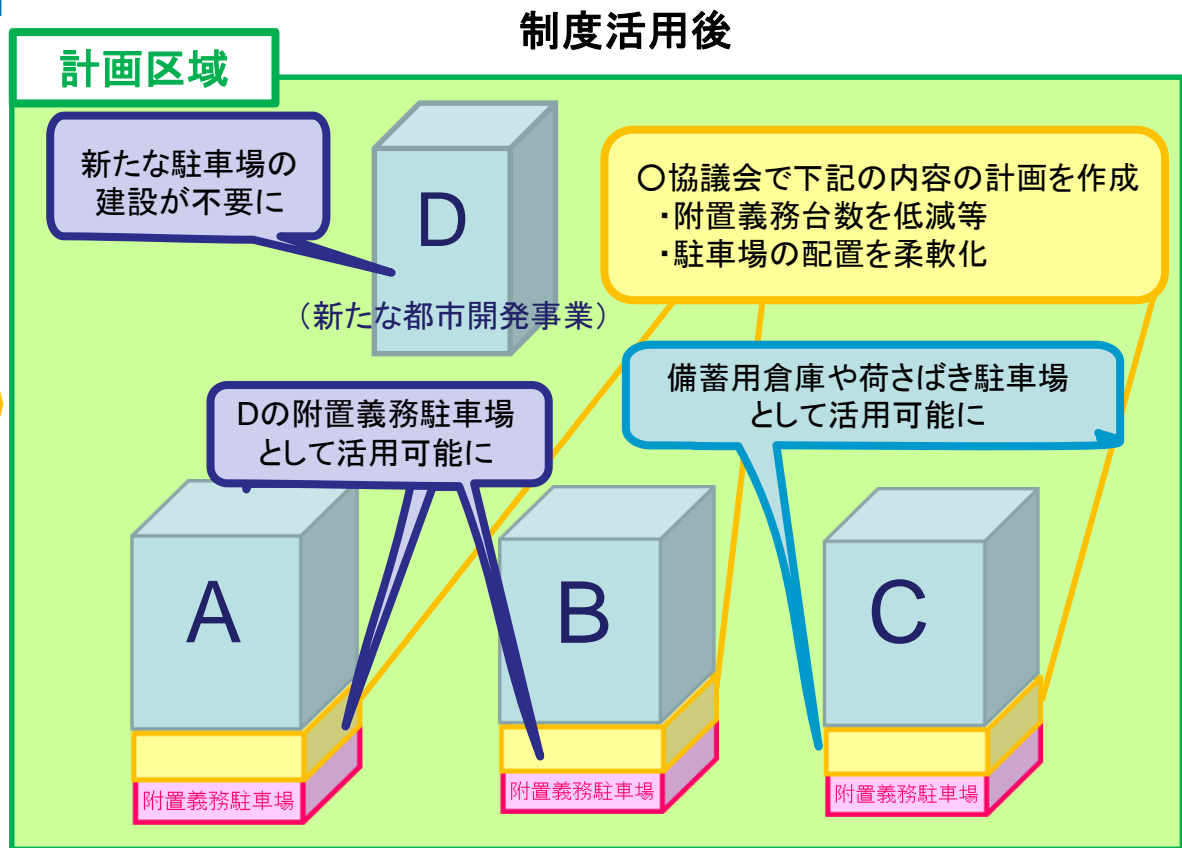 制度活用後
計画区域
新たな駐車場の
建設が不要に
D
(新たな都市開発事業)
〇協議会で下記の内容の計画を作成
・附置義務台数を低減等
・駐車場の配置を柔軟化
Dの附置義務駐車場
として活用可能に
備蓄用倉庫や荷さばき駐車場
として活用可能に
A
B
C
附置義務駐車場
附置義務駐車場
附置義務駐車場